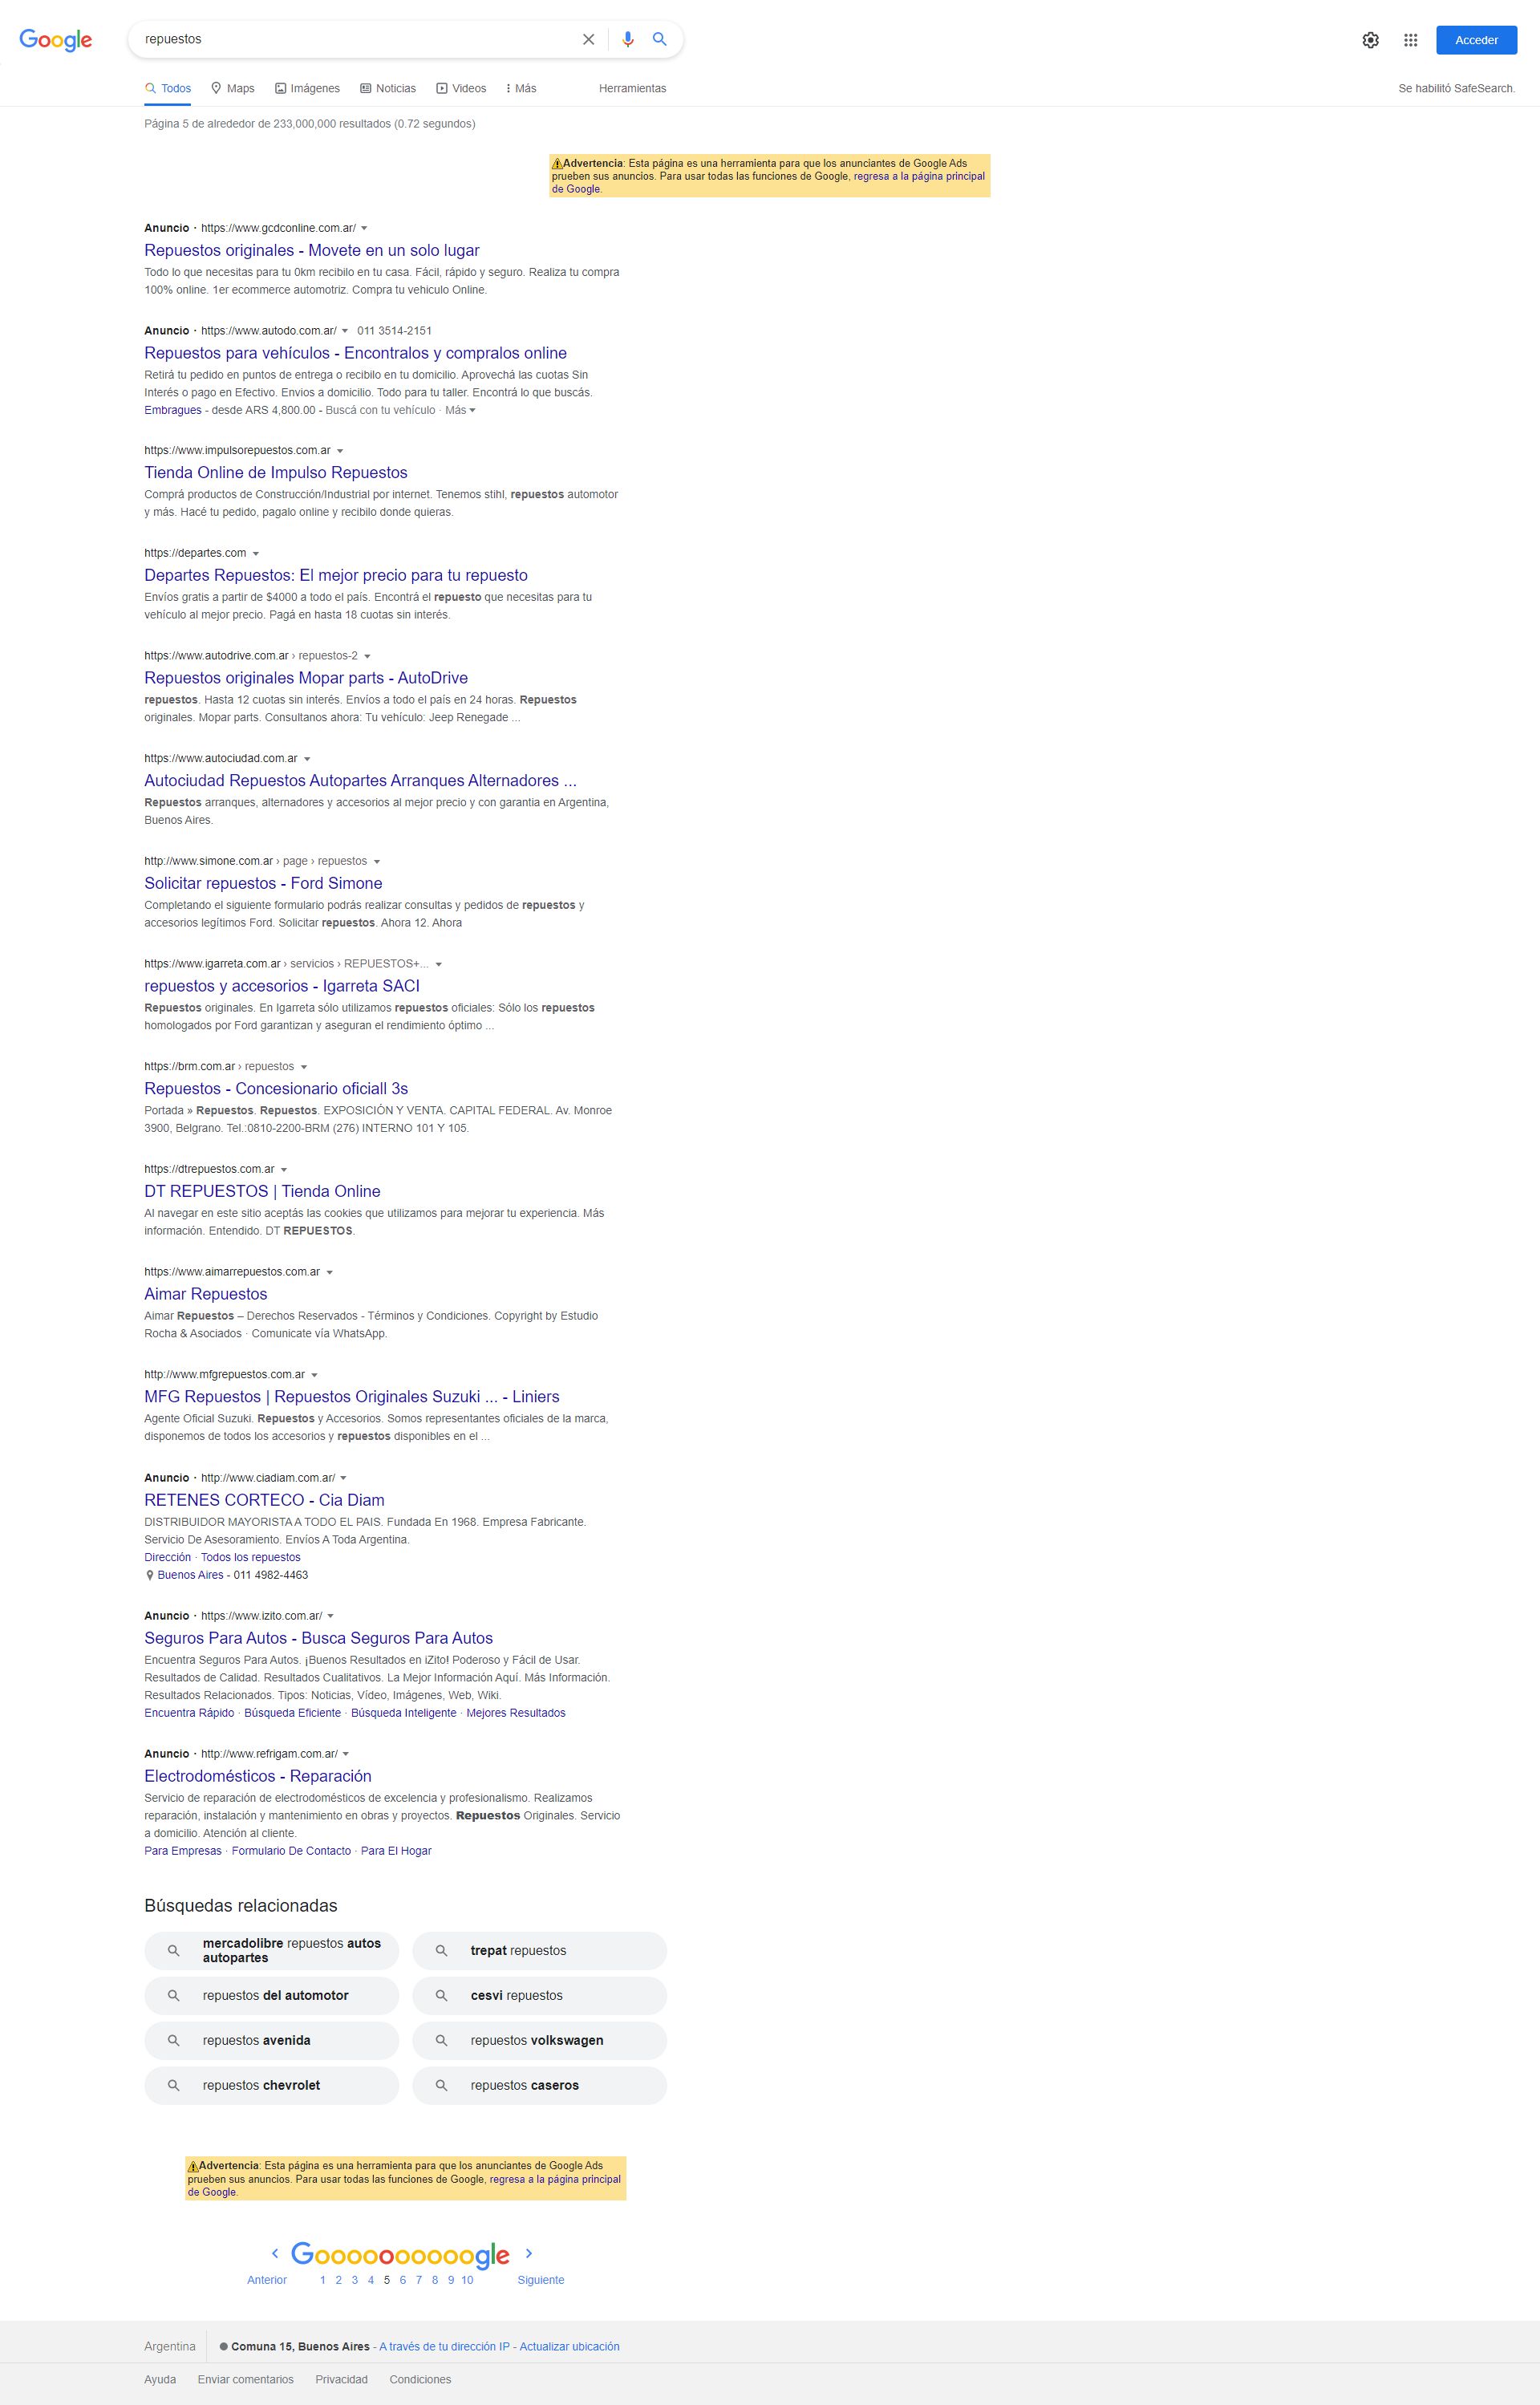 Google
repuestos
Acceder
Todos Maps Imágenes Noticias Videos Más Herramientas Se habilitó SafeSearch.
Página 5 de alrededor de 233,000,000 resultados (0.72 segundos)
Advertencia: Esta página es una herramienta para que los anunciantes de Google Ads
prueben sus anuncios. Para usar todas las funciones de Google, regresa a la página principal
de Google.
Anuncio · https://www.gcdconline.com.ar/
Repuestos originales - Movete en un solo lugar
Todo lo que necesitas para tu 0km recibilo en tu casa. Fácil, rápido y seguro. Realiza tu compra
100% online. 1er ecommerce automotriz. Compra tu vehiculo Online.
Anuncio · https://www.autodo.com.ar/ 011 3514-2151
Repuestos para vehículos - Encontralos y compralos online
Retirá tu pedido en puntos de entrega o recibilo en tu domicilio. Aprovechá las cuotas Sin
Interés o pago en Efectivo. Envios a domicilio. Todo para tu taller. Encontrá lo que buscás.
Embragues - desde ARS 4,800.00 - Buscá con tu vehículo · Más
https://www.impulsorepuestos.com.ar
Tienda Online de Impulso Repuestos
Comprá productos de Construcción/Industrial por internet. Tenemos stihl, repuestos automotor
y más. Hacé tu pedido, pagalo online y recibilo donde quieras.
https://departes.com
Departes Repuestos: El mejor precio para tu repuesto
Envíos gratis a partir de $4000 a todo el país. Encontrá el repuesto que necesitas para tu
vehículo al mejor precio. Pagá en hasta 18 cuotas sin interés.
https://www.autodrive.com.ar › repuestos-2
Repuestos originales Mopar parts - AutoDrive
repuestos. Hasta 12 cuotas sin interés. Envíos a todo el país en 24 horas. Repuestos
originales. Mopar parts. Consultanos ahora: Tu vehículo: Jeep Renegade ...
https://www.autociudad.com.ar
Autociudad Repuestos Autopartes Arranques Alternadores ...
Repuestos arranques, alternadores y accesorios al mejor precio y con garantia en Argentina,
Buenos Aires.
http://www.simone.com.ar › page › repuestos
Solicitar repuestos - Ford Simone
Completando el siguiente formulario podrás realizar consultas y pedidos de repuestos y
accesorios legítimos Ford. Solicitar repuestos. Ahora 12. Ahora
https://www.igarreta.com.ar › servicios › REPUESTOS+...
repuestos y accesorios - Igarreta SACI
Repuestos originales. En Igarreta sólo utilizamos repuestos oficiales: Sólo los repuestos
homologados por Ford garantizan y aseguran el rendimiento óptimo ...
https://brm.com.ar › repuestos
Repuestos - Concesionario oficiall 3s
Portada » Repuestos. Repuestos. EXPOSICIÓN Y VENTA. CAPITAL FEDERAL. Av. Monroe
3900, Belgrano. Tel.:0810-2200-BRM (276) INTERNO 101 Y 105.
https://dtrepuestos.com.ar
DT REPUESTOS | Tienda Online
Al navegar en este sitio aceptás las cookies que utilizamos para mejorar tu experiencia. Más
información. Entendido. DT REPUESTOS.
https://www.aimarrepuestos.com.ar
Aimar Repuestos
Aimar Repuestos – Derechos Reservados - Términos y Condiciones. Copyright by Estudio
Rocha & Asociados · Comunicate vía WhatsApp.
http://www.mfgrepuestos.com.ar
MFG Repuestos | Repuestos Originales Suzuki ... - Liniers
Agente Oficial Suzuki. Repuestos y Accesorios. Somos representantes oficiales de la marca,
disponemos de todos los accesorios y repuestos disponibles en el ...
Anuncio · http://www.ciadiam.com.ar/
RETENES CORTECO - Cia Diam
DISTRIBUIDOR MAYORISTA A TODO EL PAIS. Fundada En 1968. Empresa Fabricante.
Servicio De Asesoramiento. Envíos A Toda Argentina.
Dirección · Todos los repuestos
Buenos Aires - 011 4982-4463
Anuncio · https://www.izito.com.ar/
Seguros Para Autos - Busca Seguros Para Autos
Encuentra Seguros Para Autos. ¡Buenos Resultados en iZito! Poderoso y Fácil de Usar.
Resultados de Calidad. Resultados Cualitativos. La Mejor Información Aquí. Más Información.
Resultados Relacionados. Tipos: Noticias, Vídeo, Imágenes, Web, Wiki.
Encuentra Rápido · Búsqueda Eficiente · Búsqueda Inteligente · Mejores Resultados
Anuncio · http://www.refrigam.com.ar/
Electrodomésticos - Reparación
Servicio de reparación de electrodomésticos de excelencia y profesionalismo. Realizamos
reparación, instalación y mantenimiento en obras y proyectos. Repuestos Originales. Servicio
a domicilio. Atención al cliente.
Para Empresas · Formulario De Contacto · Para El Hogar
Búsquedas relacionadas
mercadolibre repuestos autos
autopartes
trepat repuestos
repuestos del automotor
cesvi repuestos
repuestos avenida
repuestos volkswagen
repuestos chevrolet
repuestos caseros
Advertencia: Esta página es una herramienta para que los anunciantes de Google Ads
prueben sus anuncios. Para usar todas las funciones de Google, regresa a la página principal
de Google.
Goooooooooogle
Anterior 1 2 3 4 5 6 7 8 9 10 Siguiente
Argentina Comuna 15, Buenos Aires - A través de tu dirección IP - Actualizar ubicación
Ayuda Enviar comentarios Privacidad Condiciones